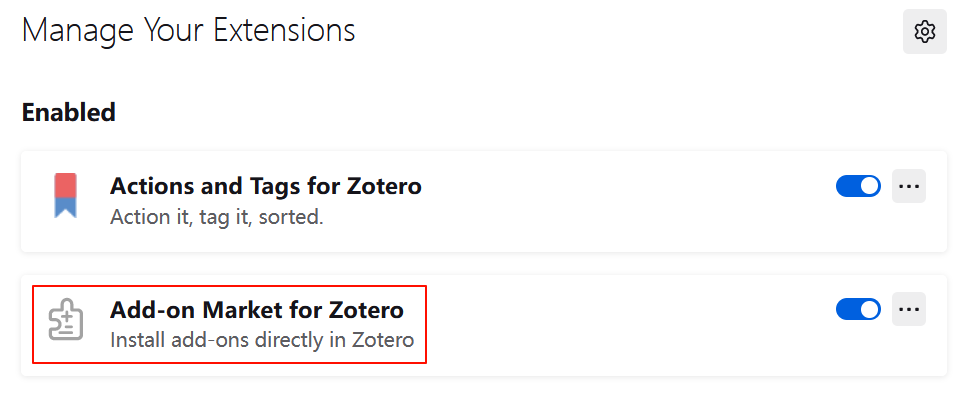 Manage Your Extensions
Enabled
Actions and Tags for Zotero
Action it, tag it, sorted.
Add-on Market for Zotero
Install add-ons directly in Zotero